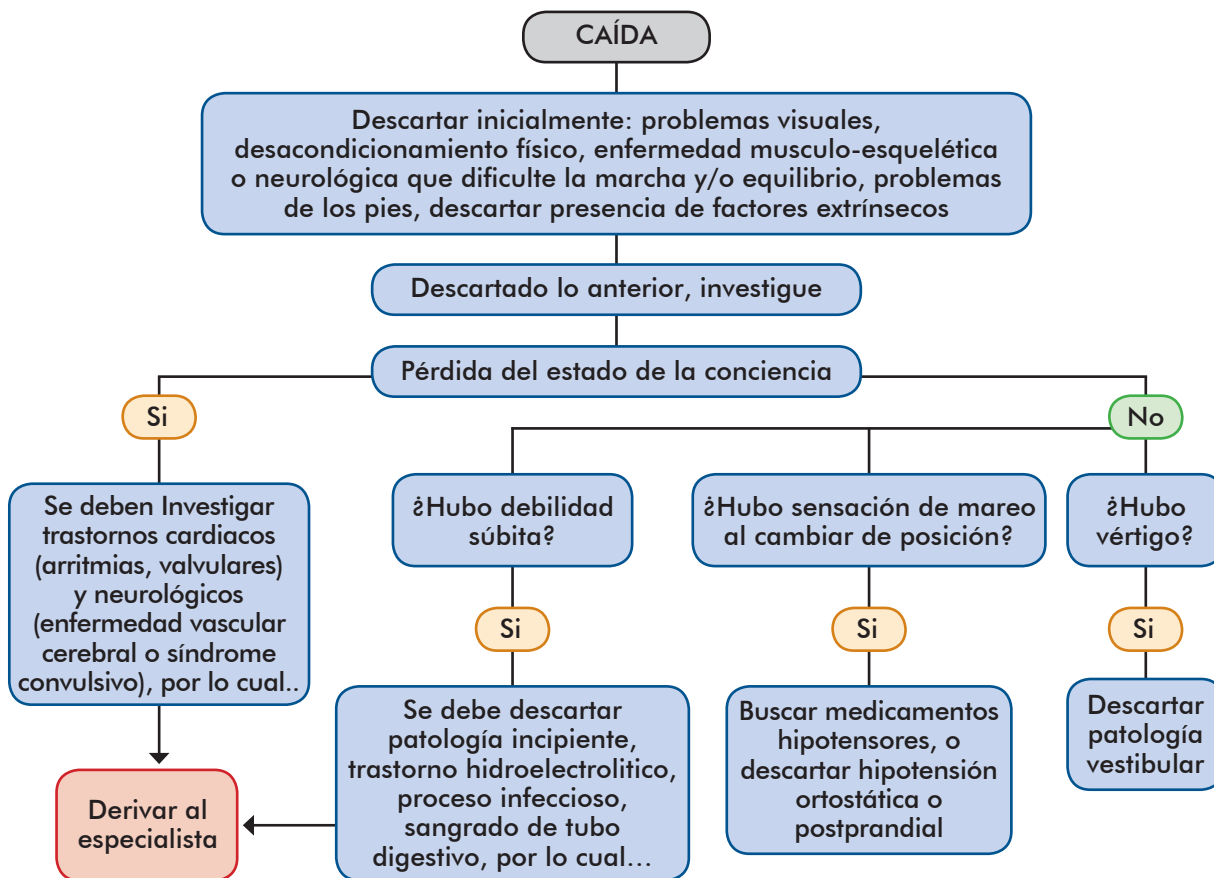 CAÍDA
Descartar inicialmente: problemas visuales,
desacondicionamiento físico, enfermedad musculo-esquelética
o neurológica que dificulte la marcha y/o equilibrio, problemas
de los pies, descartar presencia de factores extrínsecos
Descartado lo anterior, investigue
Pérdida del estado de la conciencia
Si
No
Se deben Investigar
trastornos cardiacos
(arritmias, valvulares)
y neurológicos
(enfermedad vascular
cerebral o síndrome
convulsivo), por lo cual..
¿Hubo debilidad
súbita?
¿Hubo sensación de mareo
al cambiar de posición?
¿Hubo
vértigo?
Si
Si
Si
Derivar al
especialista
Se debe descartar
patología incipiente,
trastorno hidroelectrolitico,
proceso infeccioso,
sangrado de tubo
digestivo, por lo cual...
Buscar medicamentos
hipotensores, o
descartar hipotensión
ortostática o
postprandial
Descartar
patología
vestibular